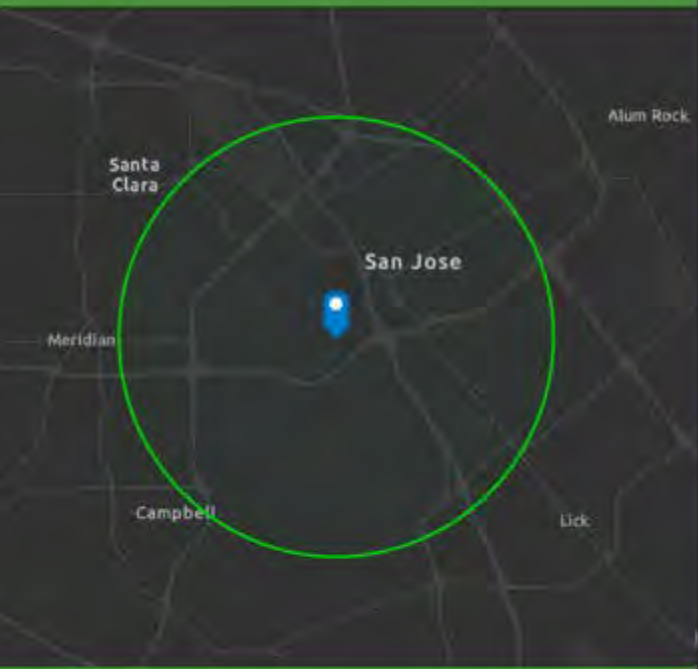 Alum Rock
Santa
Clara
San Jose
Meridian
Campbell
Lick